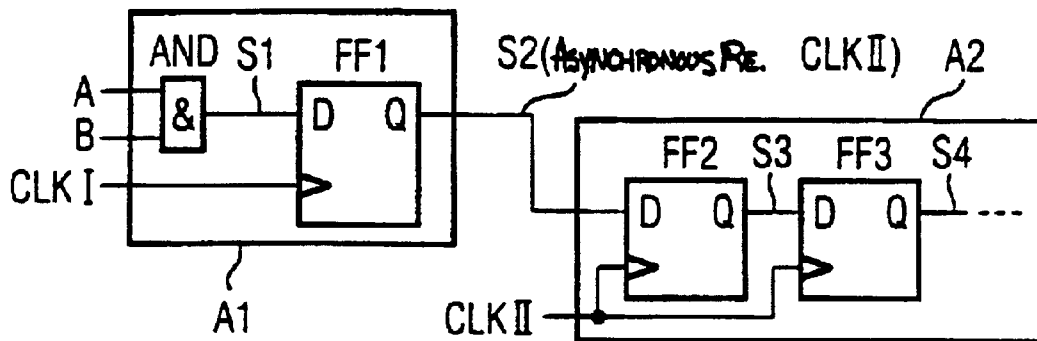 AND S1 FF1
A
B
&
D Q
CLK I
A1
S2 (ASYNCHRONOUS RE. CLK II) A2
FF2 S3 FF3 S4
D Q D Q
CLK II